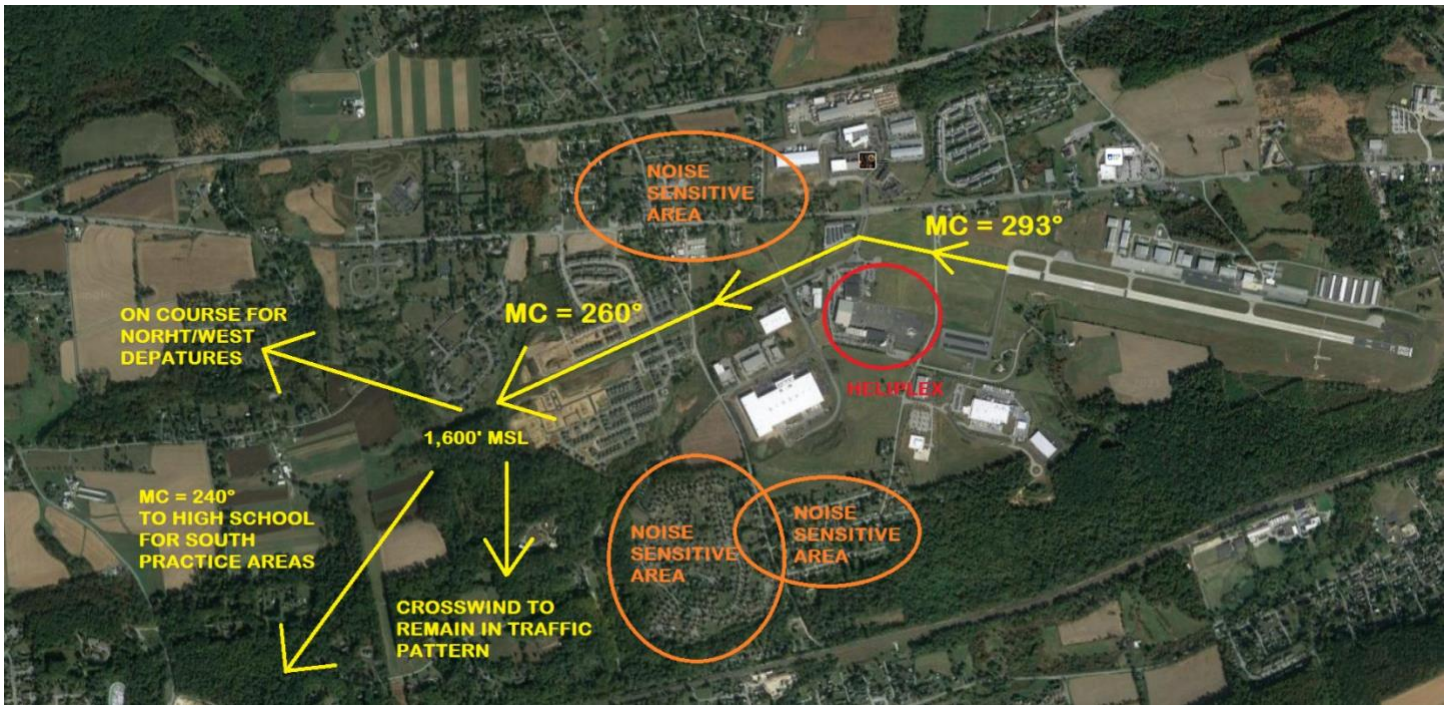 NOISE
SENSITIVE
AREA
MC = 293°
MC = 260°
ON COURSE FOR
NORHT/WEST
DEPATURES
HELIPLEX
1,600' MSL
MC = 240°
TO HIGH SCHOOL
FOR SOUTH
PRACTICE AREAS
NOISE
SENSITIVE
AREA
NOISE
SENSITIVE
AREA
CROSSWIND TO
REMAIN IN TRAFFIC
PATTERN